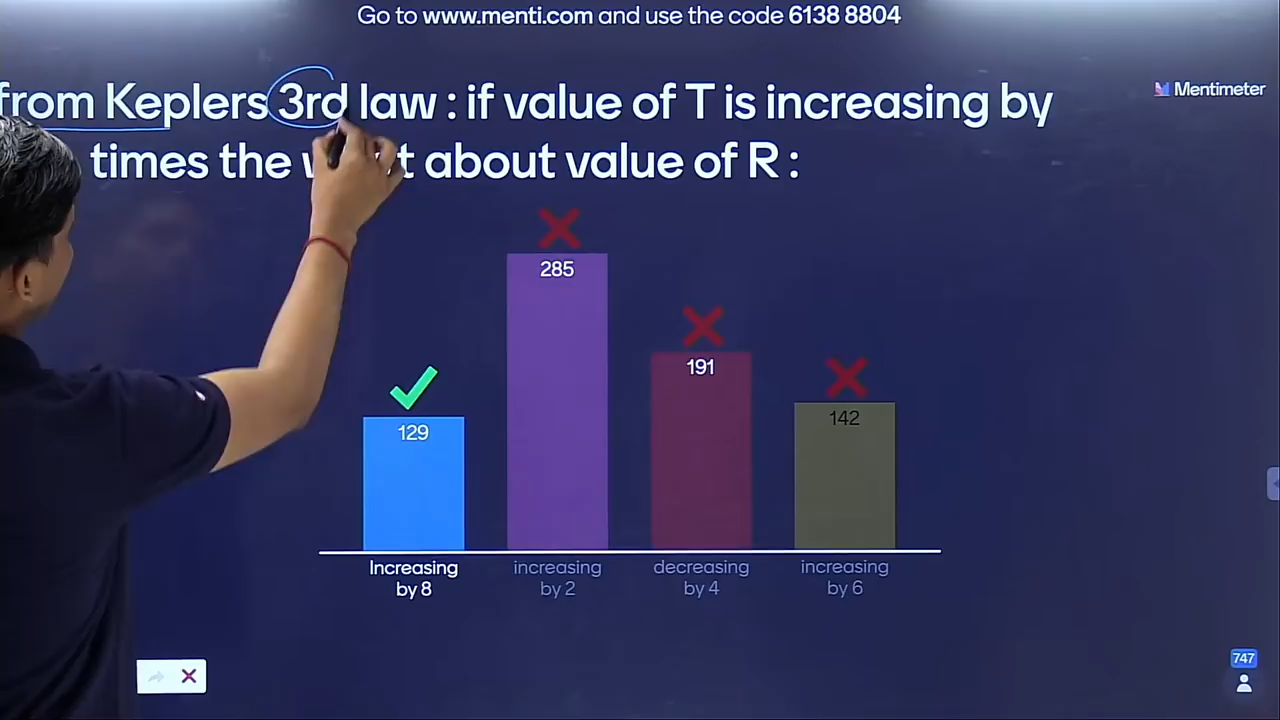 Go to www.menti.com and use the code 6138 8804
Mentimeter
from Keplers 3rd law : if value of T is increasing by
times the about value of R :
285
191
129
142
Increasing
by 8
increasing
by 2
decreasing
by 4
increasing
by 6
747